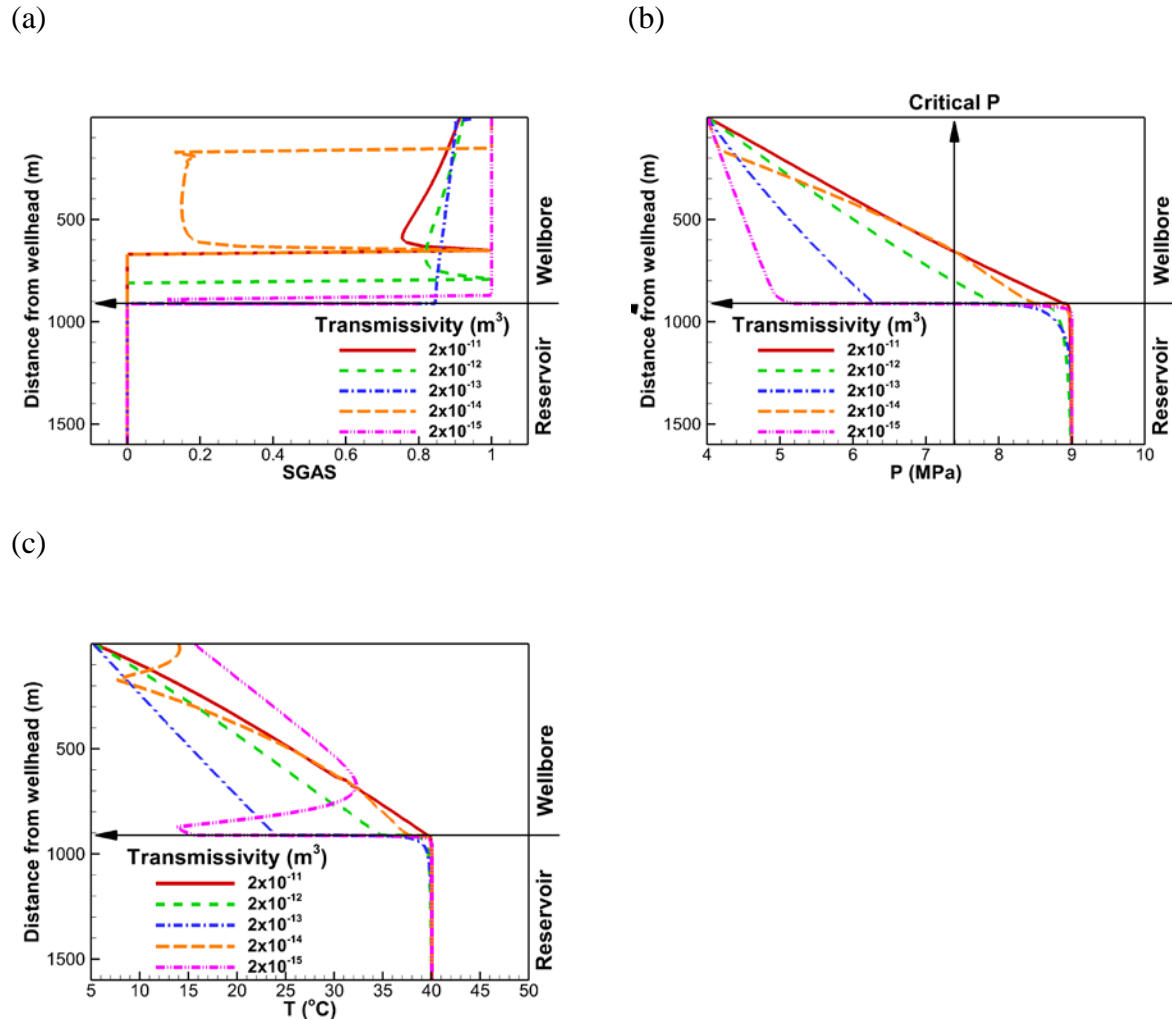 (a)
(b)
Critical P
0
0.2
0.4
0.6
0.8
1
SGAS
500
1000
1500
Distance from wellhead (m)
Wellbore
Reservoir
Transmissivity (m³)
2x10⁻¹¹
2x10⁻¹²
2x10⁻¹³
2x10⁻¹⁴
2x10⁻¹⁵
4
5
6
7
8
9
10
P (MPa)
500
1000
1500
Distance from wellhead (m)
Wellbore
Reservoir
Transmissivity (m³)
2x10⁻¹¹
2x10⁻¹²
2x10⁻¹³
2x10⁻¹⁴
2x10⁻¹⁵
(c)
5
10
15
20
25
30
35
40
45
50
T (°C)
500
1000
1500
Distance from wellhead (m)
Wellbore
Reservoir
Transmissivity (m³)
2x10⁻¹¹
2x10⁻¹²
2x10⁻¹³
2x10⁻¹⁴
2x10⁻¹⁵